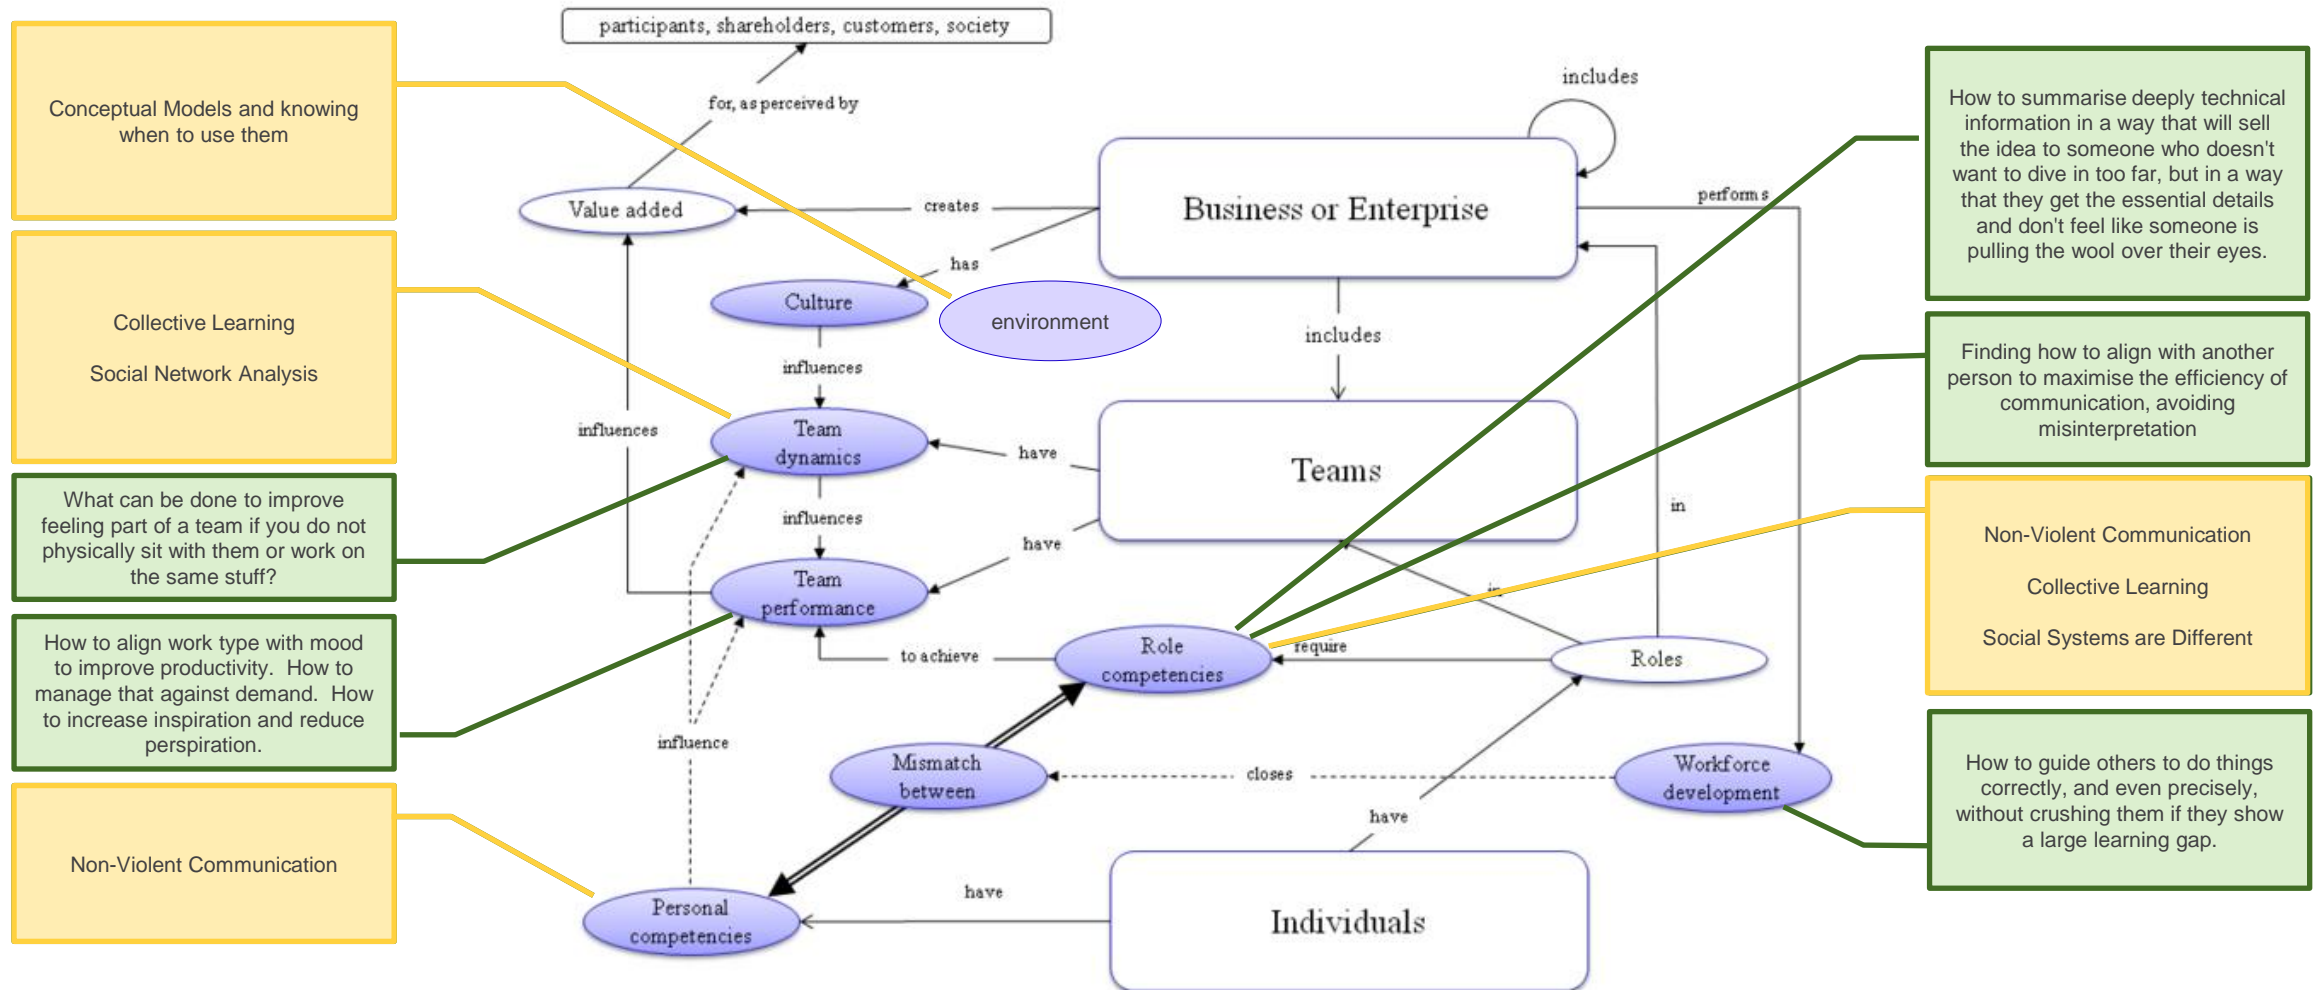 participants, shareholders, customers, society
Conceptual Models and knowing
when to use them
Collective Learning
Social Network Analysis
What can be done to improve
feeling part of a team if you do not
physically sit with them or work on
the same stuff?
How to align work type with mood
to improve productivity.  How to
manage that against demand.  How
to increase inspiration and reduce
perspiration.
Non-Violent Communication
for, as perceived by
includes
Business or Enterprise
performs
Value added
creates
has
Culture
environment
includes
influences
influences
Team
dynamics
have
Teams
influences
have
in
in
Team
performance
to achieve
Role
competencies
require
Roles
influence
Mismatch
between
closes
Workforce
development
have
Personal
competencies
have
Individuals
How to summarise deeply technical
information in a way that will sell
the idea to someone who doesn't
want to dive in too far, but in a way
that they get the essential details
and don't feel like someone is
pulling the wool over their eyes.
Finding how to align with another
person to maximise the efficiency of
communication, avoiding
misinterpretation
Non-Violent Communication
Collective Learning
Social Systems are Different
How to guide others to do things
correctly, and even precisely,
without crushing them if they show
a large learning gap.